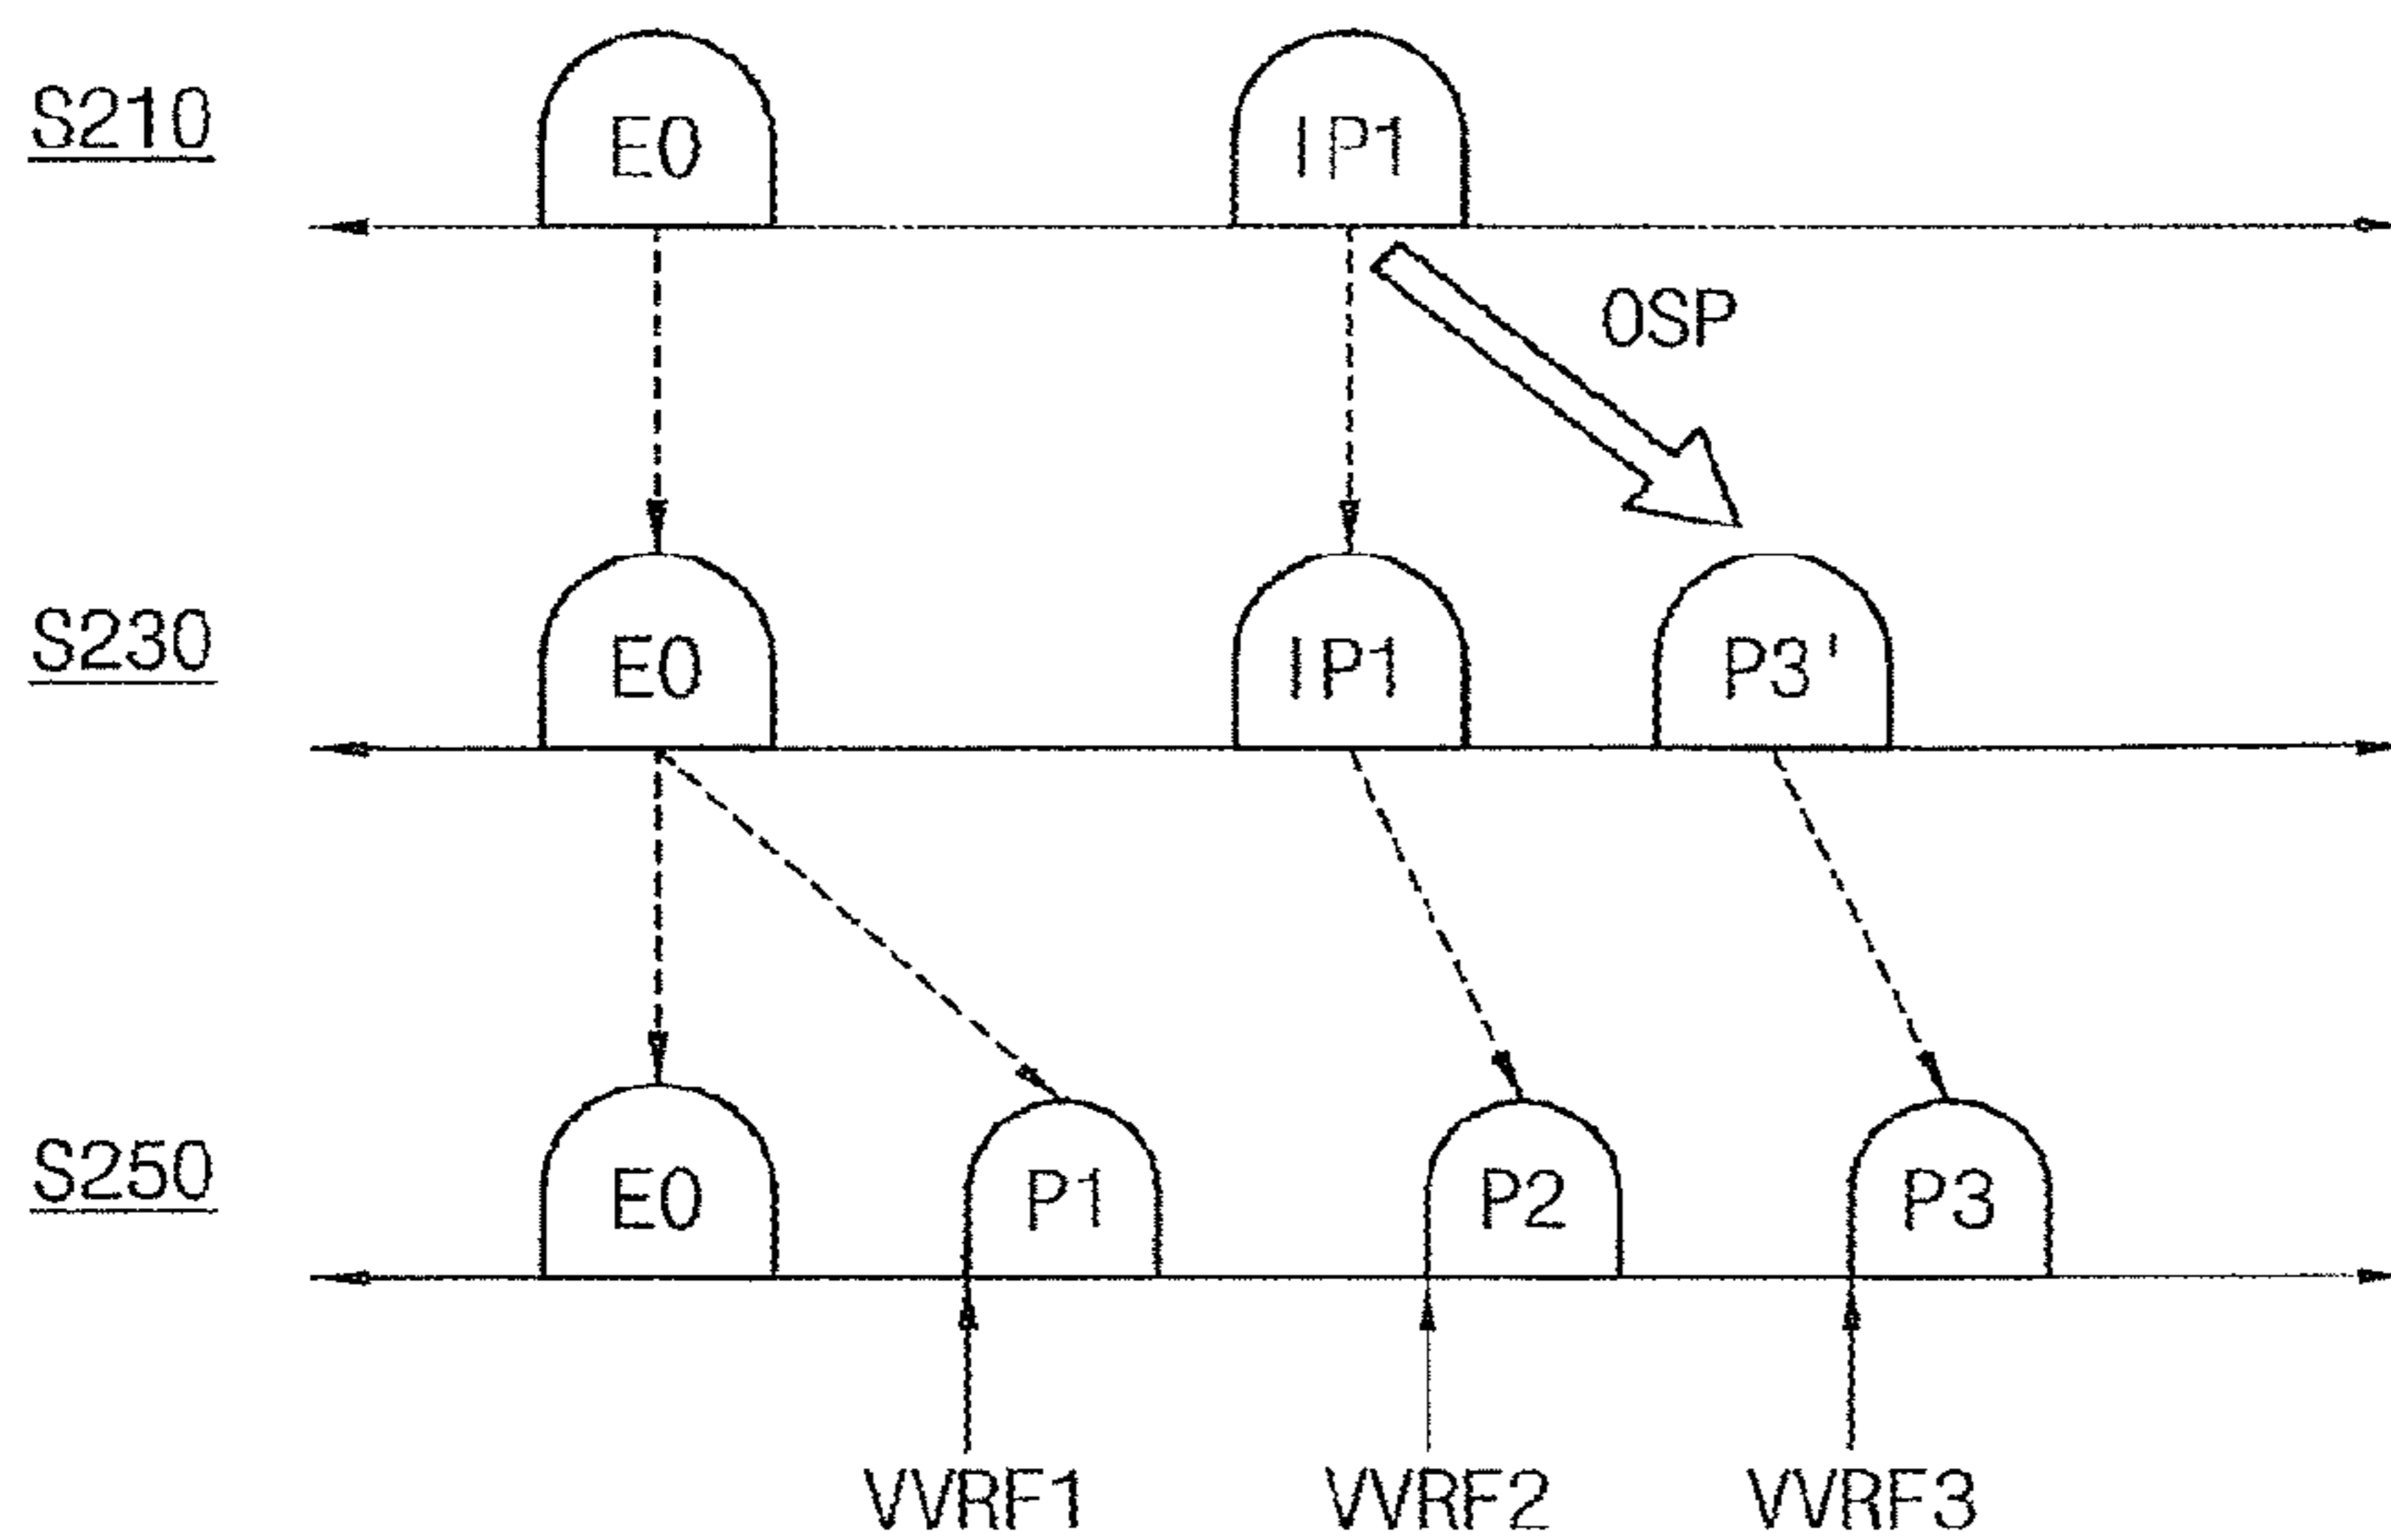 S210 E0 IP1
OSP
S230 E0 IP1 P3'
S250 E0 P1 P2 P3
VVRF1 VVRF2 VVRF3